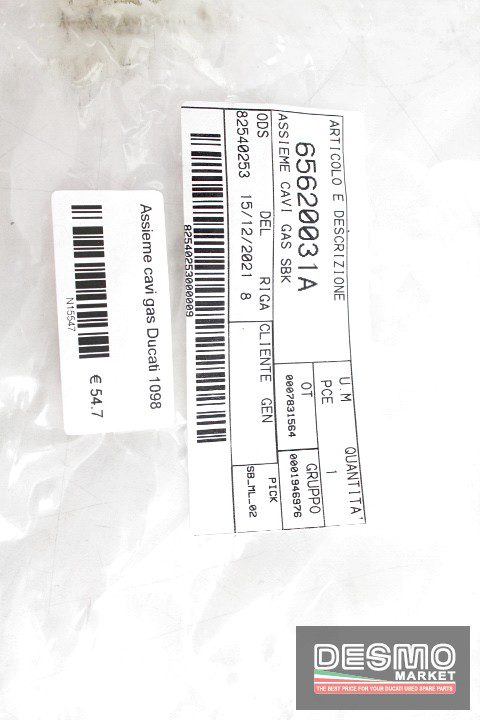 ARTICOLO E DESCRIZIONE U.M QUANTITA'
65620031A PCE 1
ASSIEME CAVI GAS SBK OT GRUPPO
0007831564 0001946976
ODS DEL RIGA CLIENTE GEN PICK
82540253 15/12/2021 8 SB_ML_02
82540253000009
Assieme cavi gas Ducati 1098
N15547
€ 54.7
DESMO
MARKET
THE BEST PRICE FOR YOUR DUCATI USED SPARE PARTS